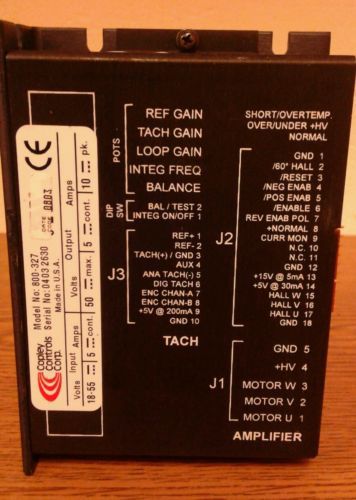 REF GAIN
TACH GAIN
LOOP GAIN
INTEG FREQ
BALANCE
POTS
BAL / TEST 2
INTEG ON/OFF 1
DIP
SW
REF+ 1
REF- 2
TACH(+) / GND 3
AUX 4
ANA TACH(-) 5
DIG TACH 6
ENC CHAN-A 7
ENC CHAN-B 8
+5V @ 200mA 9
GND 10
J3
TACH
SHORT/OVERTEMP.
OVER/UNDER +HV
NORMAL
GND 1
/60° HALL 2
/RESET 3
/NEG ENAB 4
/POS ENAB 5
/ENABLE 6
REV ENAB POL 7
+NORMAL 8
CURR MON 9
N.C. 10
N.C. 11
GND 12
+15V @ 5mA 13
+5V @ 30mA 14
HALL W 15
HALL V 16
HALL U 17
GND 18
J2
GND 5
+HV 4
MOTOR W 3
MOTOR V 2
MOTOR U 1
J1
AMPLIFIER
Copley
Controls
Corp.
Model No: 800-327
Serial No: 04032630
Made in U.S.A.
DATE
CODE 0803
CE
Input
Output
Volts
Amps
Volts
Amps
18-55
5 cont.
50 max.
5 cont.
10 pk.